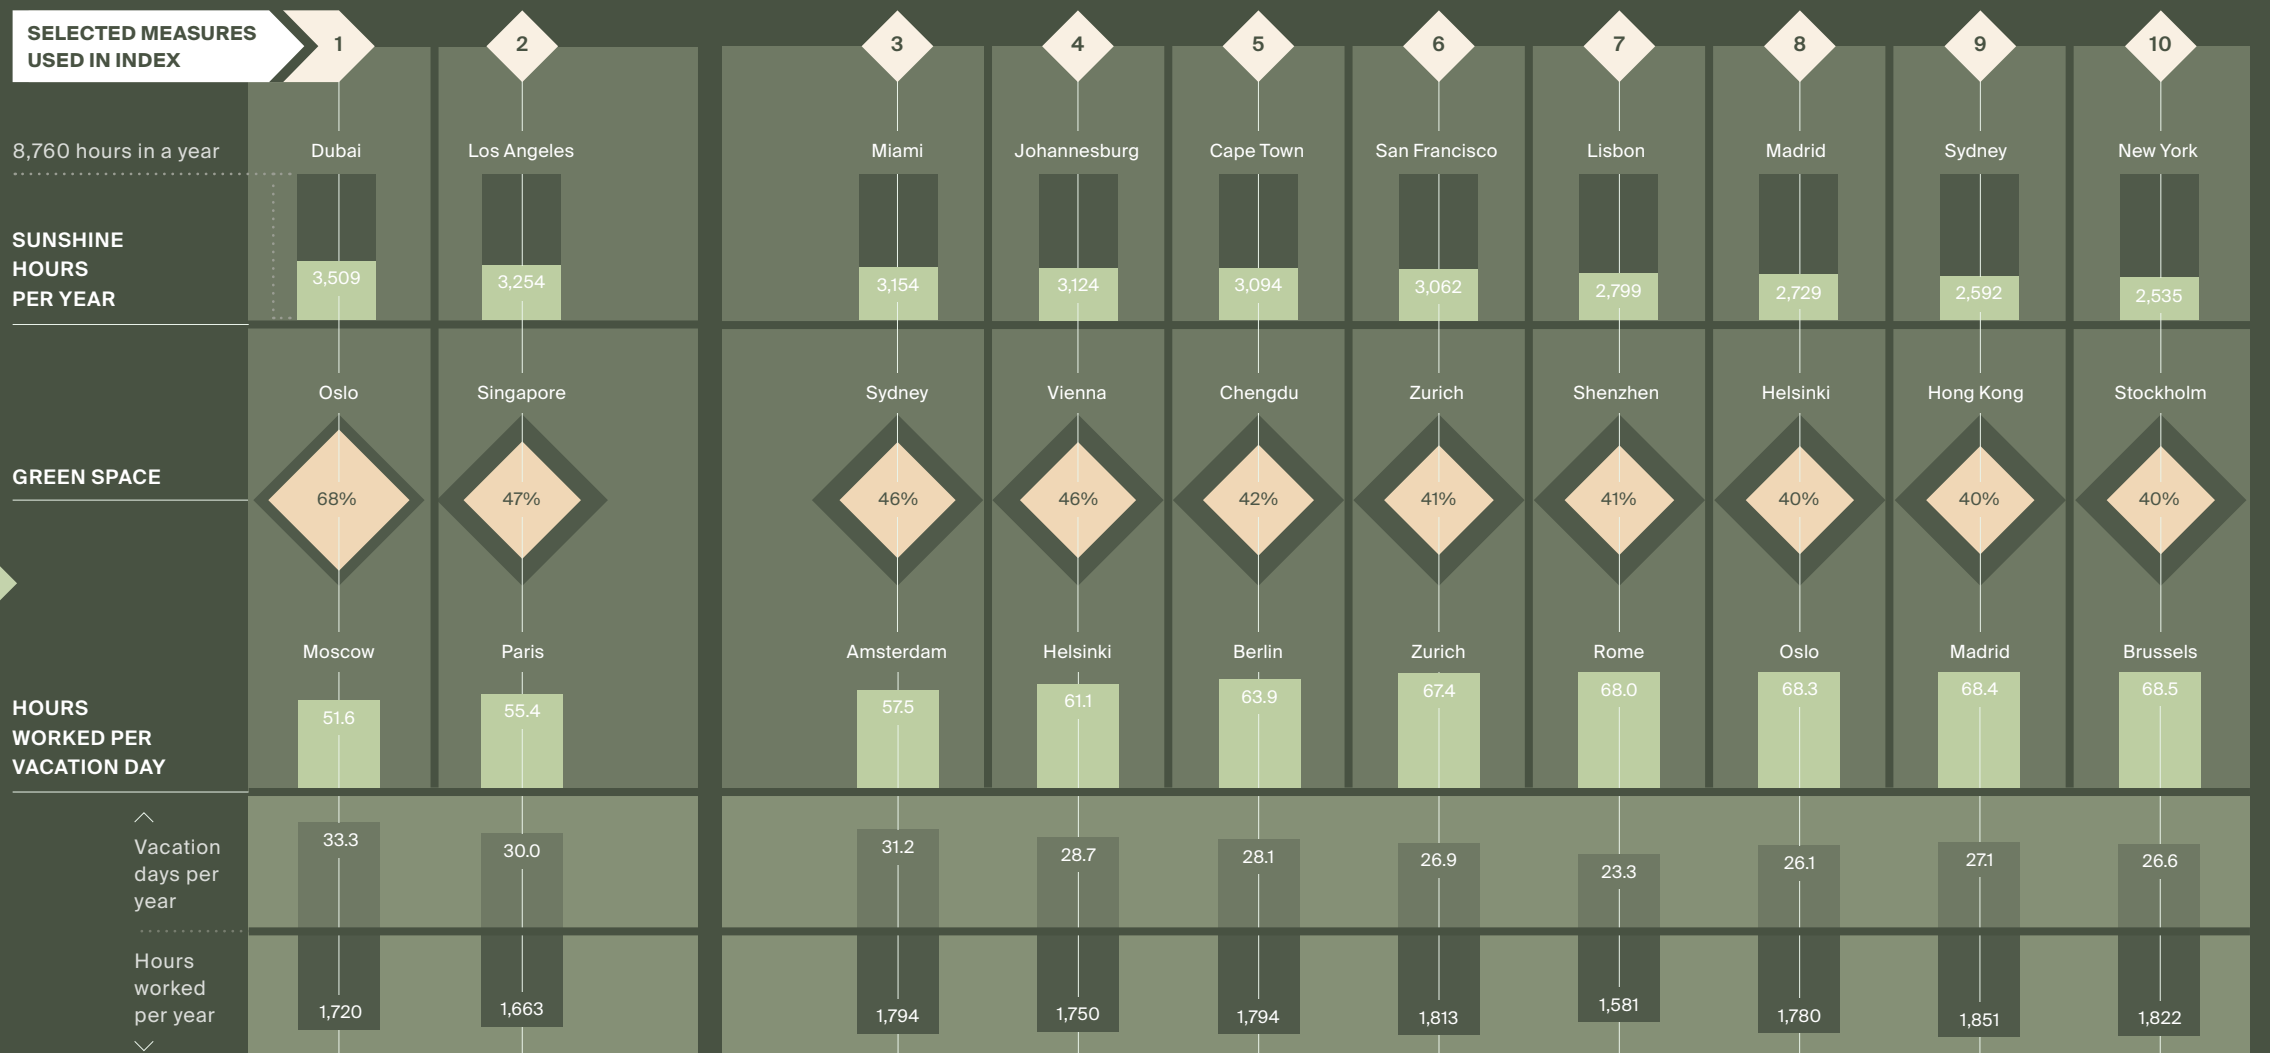 SELECTED MEASURES
USED IN INDEX
1 2 3 4 5 6 7 8 9 10
8,760 hours in a year
Dubai Los Angeles Miami Johannesburg Cape Town San Francisco Lisbon Madrid Sydney New York
SUNSHINE
HOURS
PER YEAR
3,509 3,254 3,154 3,124 3,094 3,062 2,799 2,729 2,592 2,535
Oslo Singapore Sydney Vienna Chengdu Zurich Shenzhen Helsinki Hong Kong Stockholm
GREEN SPACE
68% 47% 46% 46% 42% 41% 41% 40% 40% 40%
Moscow Paris Amsterdam Helsinki Berlin Zurich Rome Oslo Madrid Brussels
HOURS
WORKED PER
VACATION DAY
51.6 55.4 57.5 61.1 63.9 67.4 68.0 68.3 68.4 68.5
Vacation
days per
year
33.3 30.0 31.2 28.7 28.1 26.9 23.3 26.1 27.1 26.6
Hours
worked
per year
1,720 1,663 1,794 1,750 1,794 1,813 1,581 1,780 1,851 1,822